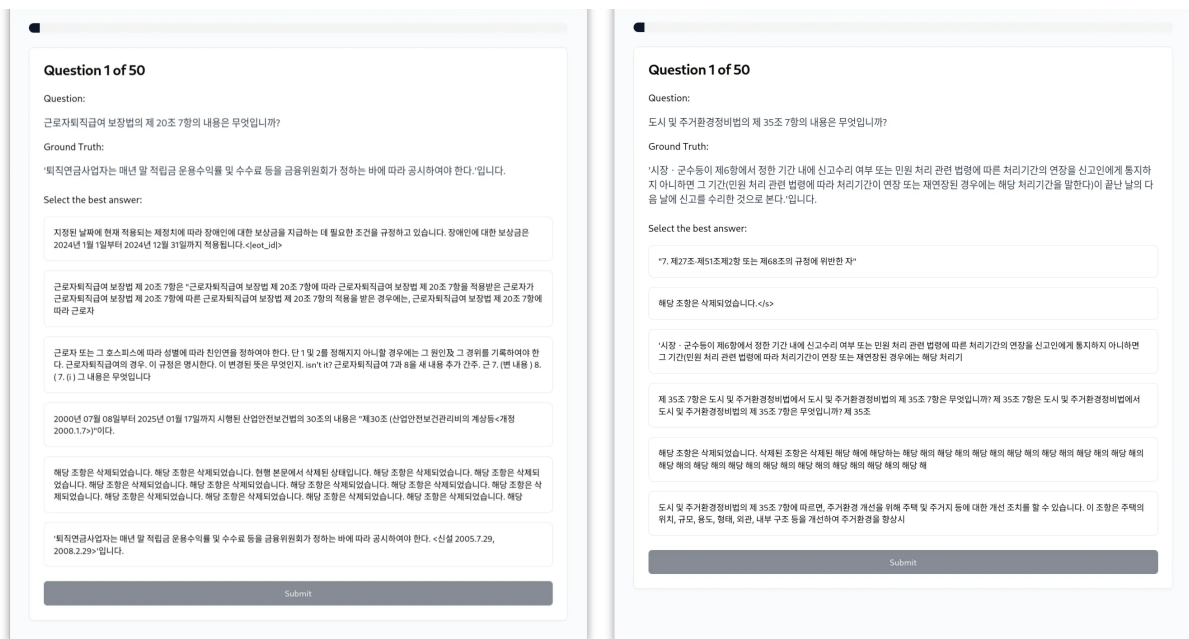 Question 1 of 50
Question:
근로자퇴직급여 보장법의 제 20조 7항의 내용은 무엇입니까?
Ground Truth:
'퇴직연금사업자는 매년 말 적립금 운용수익률 및 수수료 등을 금융위원회가 정하는 바에 따라 공시하여야 한다.'입니다.
Select the best answer:
지정된 날짜에 현재 적용되는 제정치에 따라 장애인에 대한 보상금을 지급하는 데 필요한 조건을 규정하고 있습니다. 장애인에 대한 보상금은
2024년 1월 1일부터 2024년 12월 31일까지 적용됩니다.<|eot_id|>
근로자퇴직급여 보장법 제 20조 7항은 "근로자퇴직급여 보장법 제 20조 7항에 따라 근로자퇴직급여 보장법 제 20조 7항을 적용받은 근로자가
근로자퇴직급여 보장법 제 20조 7항에 따른 근로자퇴직급여 보장법 제 20조 7항의 적용을 받은 경우에는, 근로자퇴직급여 보장법 제 20조 7항에
따라 근로자
근로자 또는 그 호스피스에 따라 성별에 따라 친인연을 정하여야 한다. 단 1 및 2를 정해지지 아니할 경우에는 그 원인及 그 경위를 기록하여야 한
다. 근로자퇴직급여의 경우. 이 규정은 명시한다. 이 변경된 뜻은 무엇인지. isn't it? 근로자퇴직급여 7과 8을 새 내용 추가 간주. 근 7. (변 내용 ) 8.
( 7. (i ) 그 내용은 무엇입니다
2000년 07월 08일부터 2025년 01월 17일까지 시행된 산업안전보건법의 30조의 내용은 "제30조 (산업안전보건관리비의 계상등<개정
2000.1.7>)"이다.
해당 조항은 삭제되었습니다. 해당 조항은 삭제되었습니다. 현행 본문에서 삭제된 상태입니다. 해당 조항은 삭제되었습니다. 해당 조항은 삭제되
었습니다. 해당 조항은 삭제되었습니다. 해당 조항은 삭제되었습니다. 해당 조항은 삭제되었습니다. 해당 조항은 삭제되었습니다. 해당 조항은 삭
제되었습니다. 해당 조항은 삭제되었습니다. 해당 조항은 삭제되었습니다. 해당 조항은 삭제되었습니다. 해당 조항은 삭제되었습니다. 해당
'퇴직연금사업자는 매년 말 적립금 운용수익률 및 수수료 등을 금융위원회가 정하는 바에 따라 공시하여야 한다. <신설 2005.7.29,
2008.2.29>'입니다.
Submit
Question 1 of 50
Question:
도시 및 주거환경정비법의 제 35조 7항의 내용은 무엇입니까?
Ground Truth:
'시장ㆍ군수등이 제6항에서 정한 기간 내에 신고수리 여부 또는 민원 처리 관련 법령에 따른 처리기간의 연장을 신고인에게 통지하
지 아니하면 그 기간(민원 처리 관련 법령에 따라 처리기간이 연장 또는 재연장된 경우에는 해당 처리기간을 말한다)이 끝난 날의 다
음 날에 신고를 수리한 것으로 본다.'입니다.
Select the best answer:
"7. 제27조·제51조제2항 또는 제68조의 규정에 위반한 자"
해당 조항은 삭제되었습니다.</s>
'시장ㆍ군수등이 제6항에서 정한 기간 내에 신고수리 여부 또는 민원 처리 관련 법령에 따른 처리기간의 연장을 신고인에게 통지하지 아니하면
그 기간(민원 처리 관련 법령에 따라 처리기간이 연장 또는 재연장된 경우에는 해당 처리기
제 35조 7항은 도시 및 주거환경정비법에서 도시 및 주거환경정비법의 제 35조 7항은 무엇입니까? 제 35조 7항은 도시 및 주거환경정비법에서
도시 및 주거환경정비법의 제 35조 7항은 무엇입니까? 제 35조
해당 조항은 삭제되었습니다. 삭제된 조항은 삭제된 해당 해에 해당하는 해당 해의 해당 해의 해당 해의 해당 해의 해당 해의 해당 해의 해당 해의
해당 해의 해당 해의 해당 해의 해당 해의 해당 해의 해당 해의 해당 해의 해당 해
도시 및 주거환경정비법의 제 35조 7항에 따르면, 주거환경 개선을 위해 주택 및 주거지 등에 대한 개선 조치를 할 수 있습니다. 이 조항은 주택의
위치, 규모, 용도, 형태, 외관, 내부 구조 등을 개선하여 주거환경을 향상시
Submit